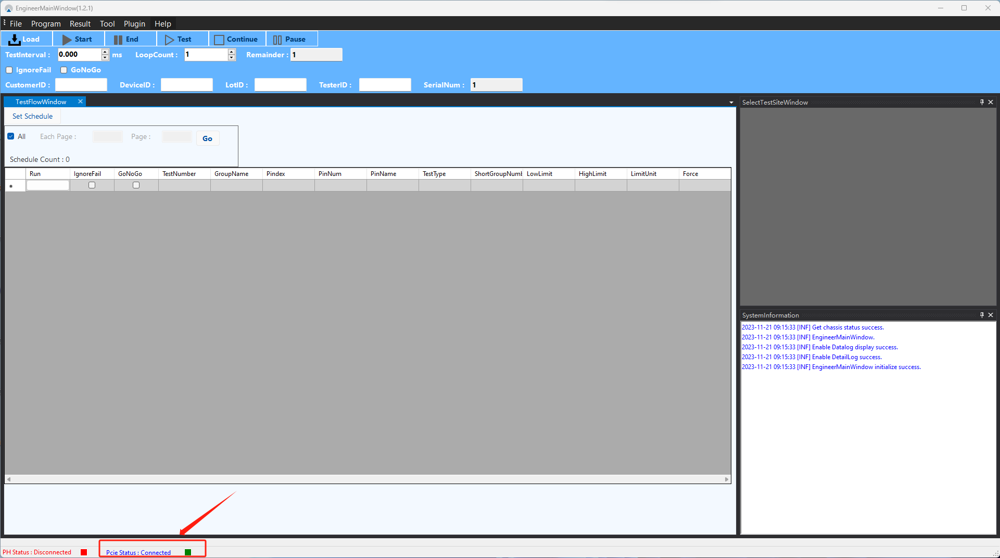 EngineerMainWindow(1.2.1)
File Program Result Tool Plugin Help
Load Start End Test Continue Pause
TestInterval : 0.000 ms LoopCount : 1 Remainder : 1
IgnoreFail GoNoGo
CustomerID : DeviceID : LotID : TesterID : SerialNum : 1
TestFlowWindow
Set Schedule
All Each Page : Page : Go
Schedule Count : 0
Run IgnoreFail GoNoGo TestNumber GroupName Pindex PinNum PinName TestType ShortGroupNumb LowLimit HighLimit LimitUnit Force
SelectTestSiteWindow
SystemInformation
2023-11-21 09:15:33 [INF] Get chassis status success.
2023-11-21 09:15:33 [INF] EngineerMainWindow.
2023-11-21 09:15:33 [INF] Enable Datalog display success.
2023-11-21 09:15:33 [INF] Enable DetailLog success.
2023-11-21 09:15:33 [INF] EngineerMainWindow initialize success.
PH Status : Disconnected Pcie Status : Connected